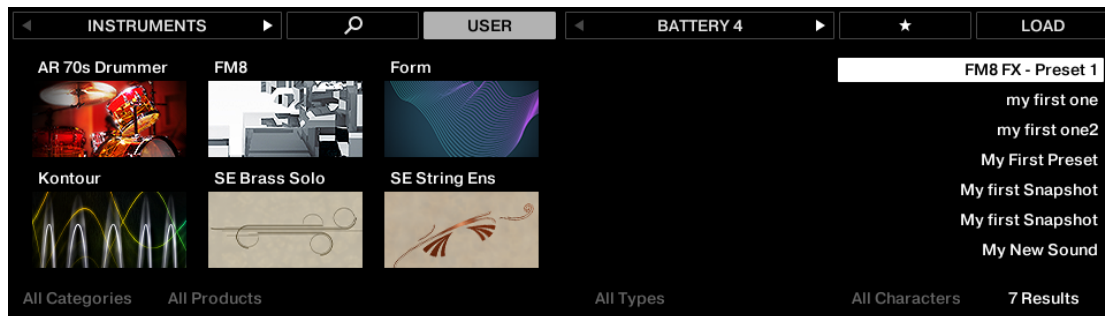 INSTRUMENTS
USER
BATTERY 4
LOAD
AR 70s Drummer
FM8
Form
Kontour
SE Brass Solo
SE String Ens
FM8 FX - Preset 1
my first one
my first one2
My First Preset
My first Snapshot
My first Snapshot
My New Sound
All Categories
All Products
All Types
All Characters
7 Results